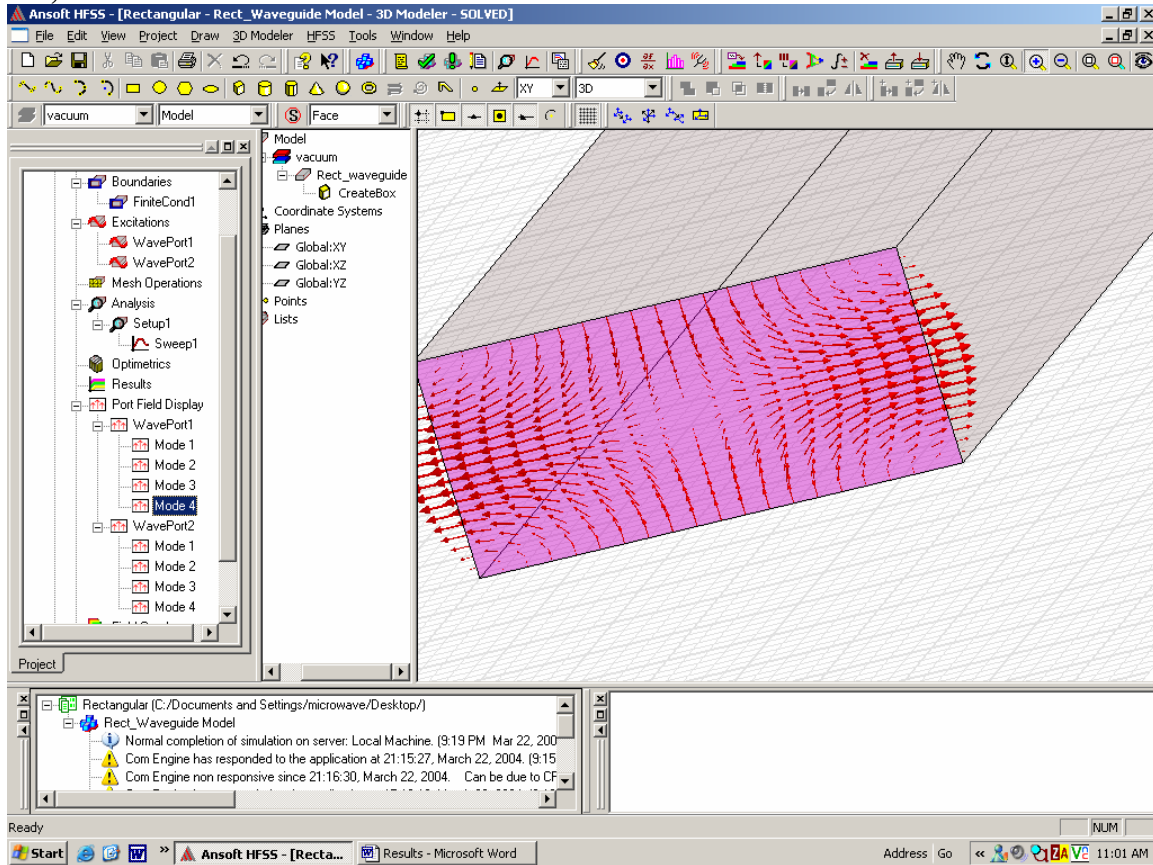 Ansoft HFSS - [Rectangular - Rect_Waveguide Model - 3D Modeler - SOLVED]
File Edit View Project Draw 3D Modeler HFSS Tools Window Help
XY 3D
vacuum Model Face
Boundaries
FiniteCond1
Excitations
WavePort1
WavePort2
Mesh Operations
Analysis
Setup1
Sweep1
Optimetrics
Results
Port Field Display
WavePort1
Mode 1
Mode 2
Mode 3
Mode 4
WavePort2
Mode 1
Mode 2
Mode 3
Mode 4
Project
Model
vacuum
Rect_waveguide
CreateBox
Coordinate Systems
Planes
Global:XY
Global:XZ
Global:YZ
Points
Lists
Rectangular (C:/Documents and Settings/microwave/Desktop/)
Rect_Waveguide Model
Normal completion of simulation on server: Local Machine. (9:19 PM Mar 22, 200
Com Engine has responded to the application at 21:15:27, March 22, 2004. (9:15
Com Engine non responsive since 21:16:30, March 22, 2004. Can be due to CF
Ready
NUM
Start » Ansoft HFSS - [Recta... Results - Microsoft Word Address Go « 11:01 AM